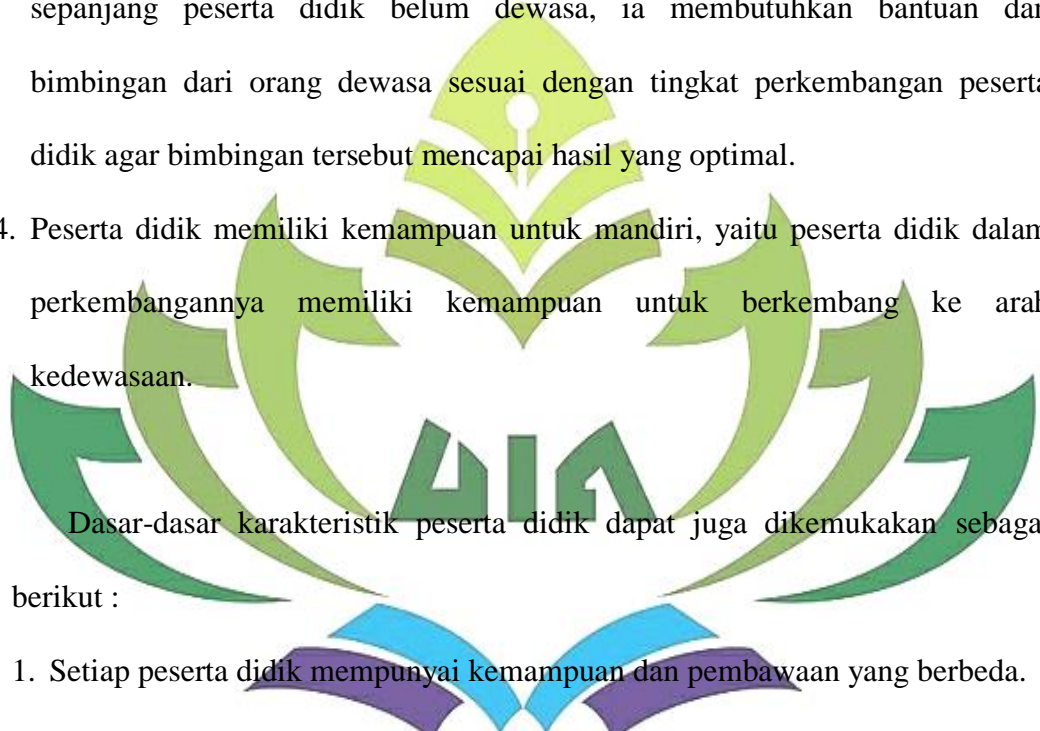 sepanjang peserta didik belum dewasa, ia membutuhkan bantuan dan
bimbingan dari orang dewasa sesuai dengan tingkat perkembangan peserta
didik agar bimbingan tersebut mencapai hasil yang optimal.
4. Peserta didik memiliki kemampuan untuk mandiri, yaitu peserta didik dalam
perkembangannya memiliki kemampuan untuk berkembang ke arah
kedewasaan.
UIN
Dasar-dasar karakteristik peserta didik dapat juga dikemukakan sebagai
berikut :
1. Setiap peserta didik mempunyai kemampuan dan pembawaan yang berbeda.